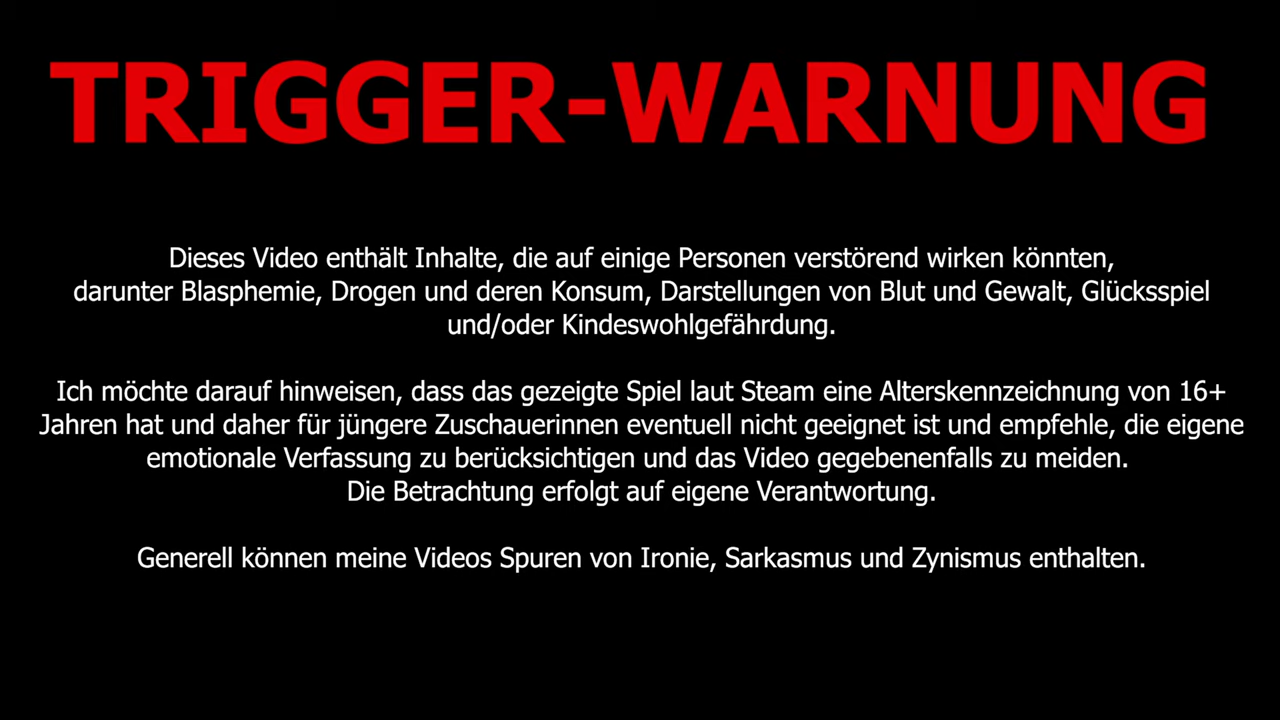 TRIGGER-WARNUNG
Dieses Video enthält Inhalte, die auf einige Personen verstörend wirken könnten,
darunter Blasphemie, Drogen und deren Konsum, Darstellungen von Blut und Gewalt, Glücksspiel
und/oder Kindeswohlgefährdung.
Ich möchte darauf hinweisen, dass das gezeigte Spiel laut Steam eine Alterskennzeichnung von 16+
Jahren hat und daher für jüngere Zuschauerinnen eventuell nicht geeignet ist und empfehle, die eigene
emotionale Verfassung zu berücksichtigen und das Video gegebenenfalls zu meiden.
Die Betrachtung erfolgt auf eigene Verantwortung.
Generell können meine Videos Spuren von Ironie, Sarkasmus und Zynismus enthalten.